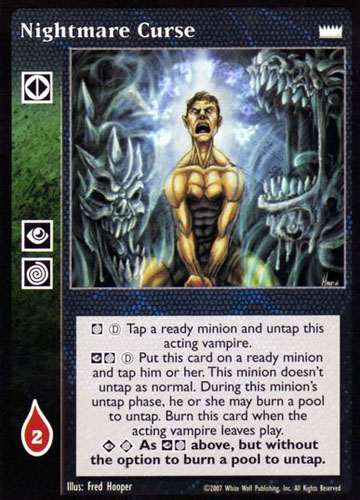 Nightmare Curse
Hooper
Ⓓ Tap a ready minion and untap this
acting vampire.
Ⓓ Put this card on a ready minion
and tap him or her. This minion doesn't
untap as normal. During this minion's
untap phase, he or she may burn a pool
to untap. Burn this card when the
acting vampire leaves play.
As above, but without
the option to burn a pool to untap.
2
Illus: Fred Hooper
©2007 White Wolf Publishing, Inc. All Rights Reserved